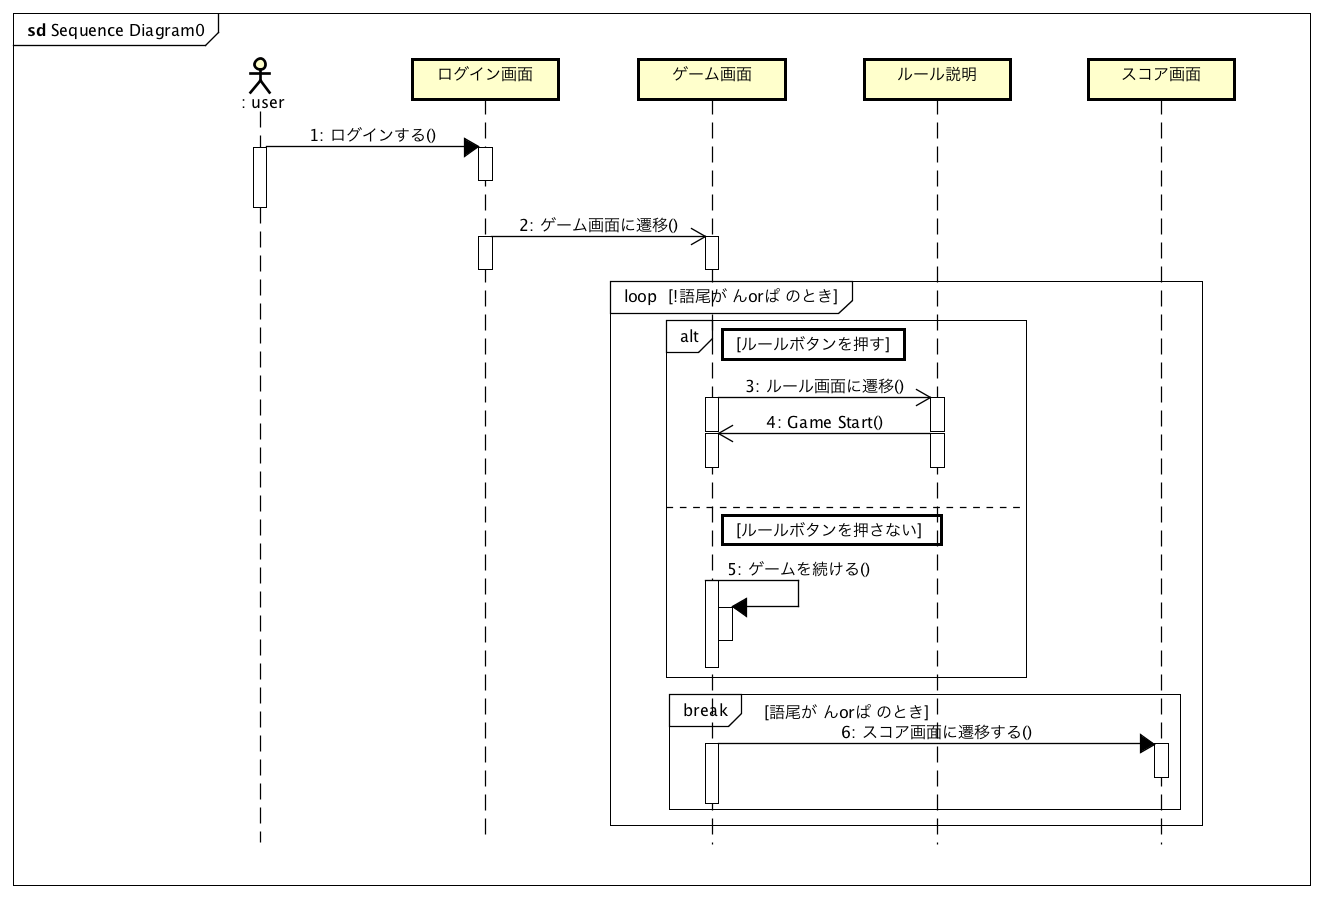 sd Sequence Diagram0
: user
ログイン画面
ゲーム画面
ルール説明
スコア画面
1: ログインする()
2: ゲーム画面に遷移()
loop [!語尾が んorぱ のとき]
alt
[ルールボタンを押す]
3: ルール画面に遷移()
4: Game Start()
[ルールボタンを押さない]
5: ゲームを続ける()
break [語尾が んorぱ のとき]
6: スコア画面に遷移する()